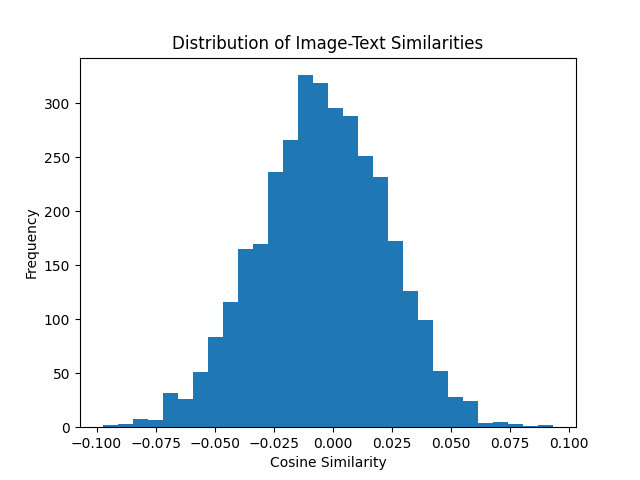 Distribution of Image-Text Similarities
300
250
200
150
100
50
0
Frequency
−0.100 −0.075 −0.050 −0.025 0.000 0.025 0.050 0.075 0.100
Cosine Similarity